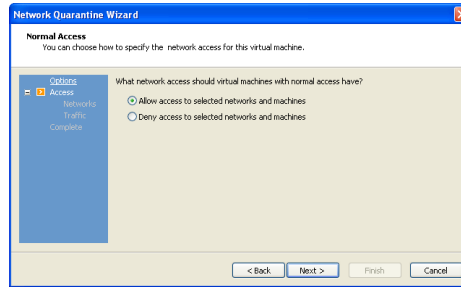 Network Quarantine Wizard
Normal Access
You can choose how to specify the network access for this virtual machine.
Options
Access
Networks
Traffic
Complete
What network access should virtual machines with normal access have?
Allow access to selected networks and machines
Deny access to selected networks and machines
< Back
Next >
Finish
Cancel